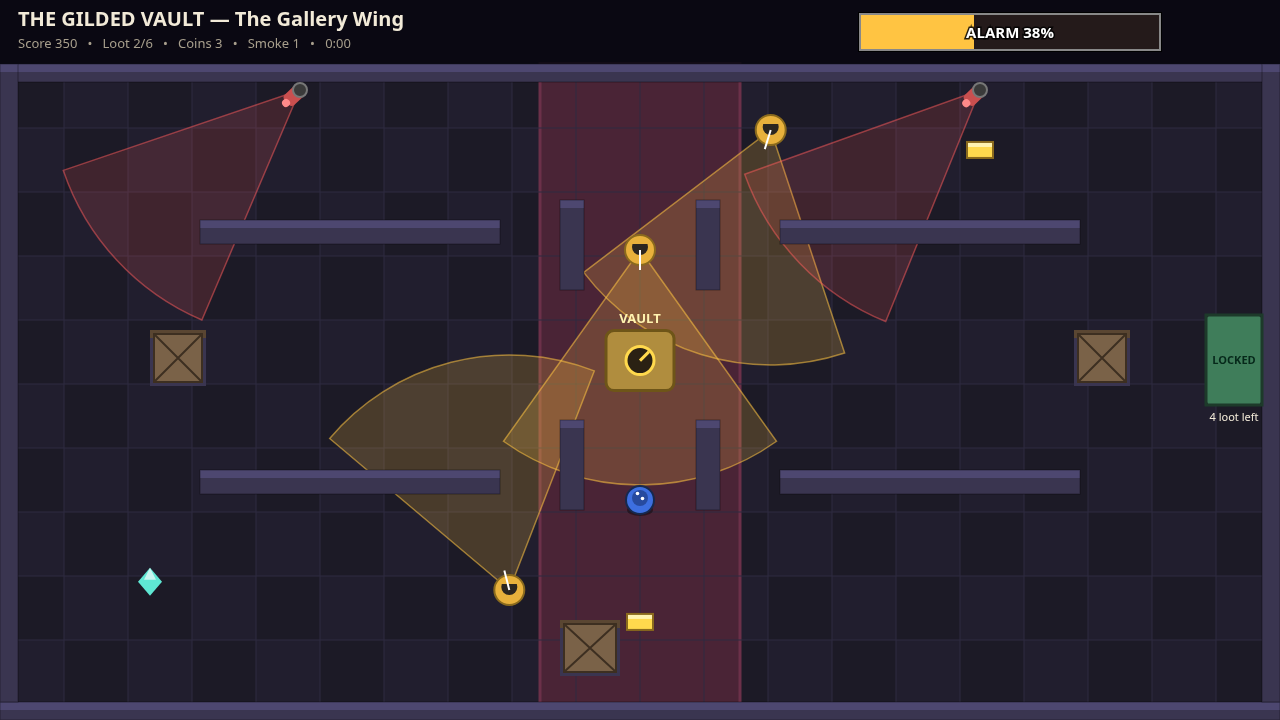 THE GILDED VAULT — The Gallery Wing
Score 350 • Loot 2/6 • Coins 3 • Smoke 1 • 0:00
ALARM 38%
VAULT
LOCKED
4 loot left